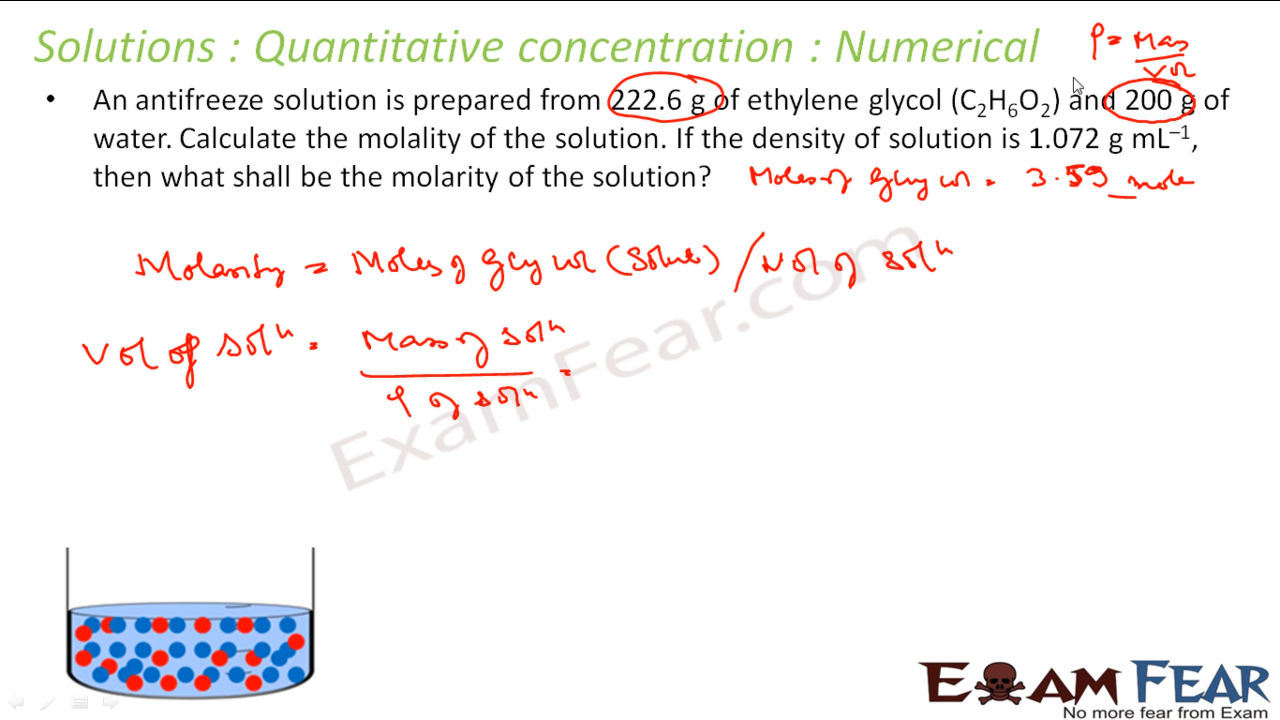 Solutions : Quantitative concentration : Numerical
ρ = Mass
Vol
• An antifreeze solution is prepared from 222.6 g of ethylene glycol (C₂H₆O₂) and 200 g of
water. Calculate the molality of the solution. If the density of solution is 1.072 g mL⁻¹,
then what shall be the molarity of the solution?
Moles of glycol = 3.59 mole
Molarity = Moles of glycol (solute) / Vol of solⁿ
Vol of solⁿ = Mass of solⁿ
ρ of solⁿ =
ExamFear.com
EXAM FEAR
No more fear from Exam